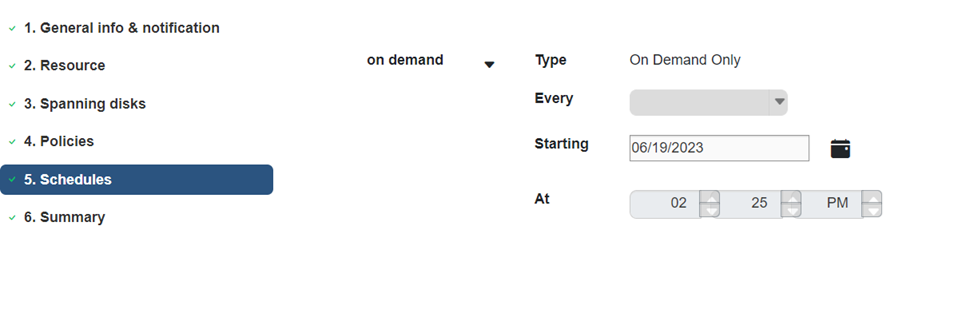 1. General info & notification
2. Resource
3. Spanning disks
4. Policies
5. Schedules
6. Summary
on demand
Type On Demand Only
Every
Starting 06/19/2023
At 02 25 PM